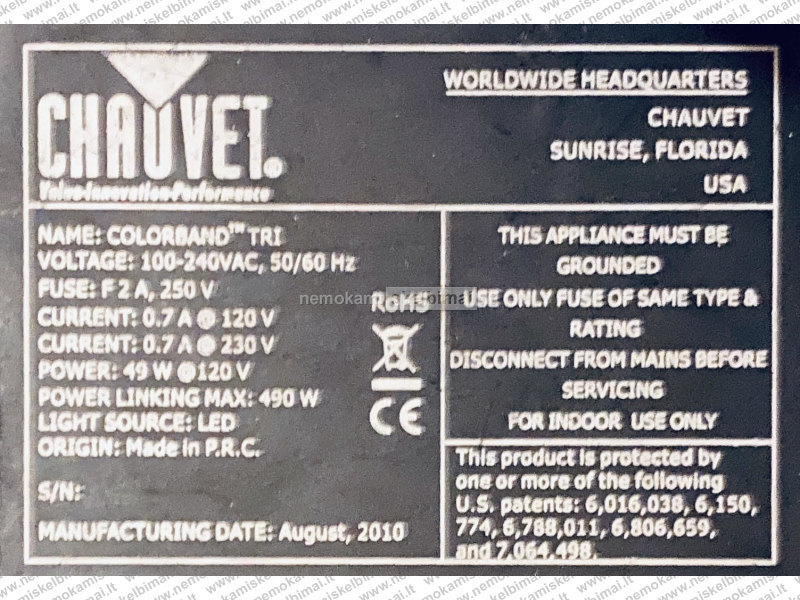 CHAUVET®
Value·Innovation·Performance
WORLDWIDE HEADQUARTERS
CHAUVET
SUNRISE, FLORIDA
USA
NAME: COLORBAND™ TRI
VOLTAGE: 100-240VAC, 50/60 Hz
FUSE: F 2 A, 250 V
CURRENT: 0.7 A @ 120 V
CURRENT: 0.7 A @ 230 V
POWER: 49 W @ 120 V
POWER LINKING MAX: 490 W
LIGHT SOURCE: LED
ORIGIN: Made in P.R.C.
S/N:
MANUFACTURING DATE: August, 2010
RoHS
CE
THIS APPLIANCE MUST BE
GROUNDED
USE ONLY FUSE OF SAME TYPE &
RATING
DISCONNECT FROM MAINS BEFORE
SERVICING
FOR INDOOR USE ONLY
This product is protected by
one or more of the following
U.S. patents: 6,016,038, 6,150,
774, 6,788,011, 6,806,659,
and 7,064,498.
nemokamiskelbimai.lt
www.nemokamiskelbimai.lt